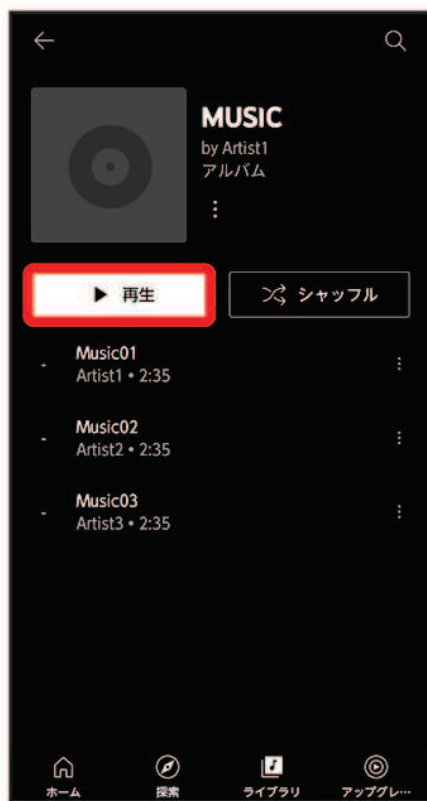 MUSIC
by Artist1
アルバム
再生
シャッフル
Music01
Artist1 • 2:35
Music02
Artist2 • 2:35
Music03
Artist3 • 2:35
ホーム
探索
ライブラリ
アップグレ…